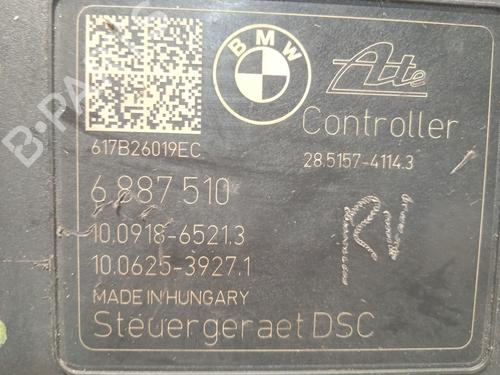 BMW
Ate
Controller
617B26019EC
28.5157-4114.3
6 887 510
10.0918-6521.3
10.0625-3927.1
MADE IN HUNGARY
Steuergeraet DSC
B-PARTS